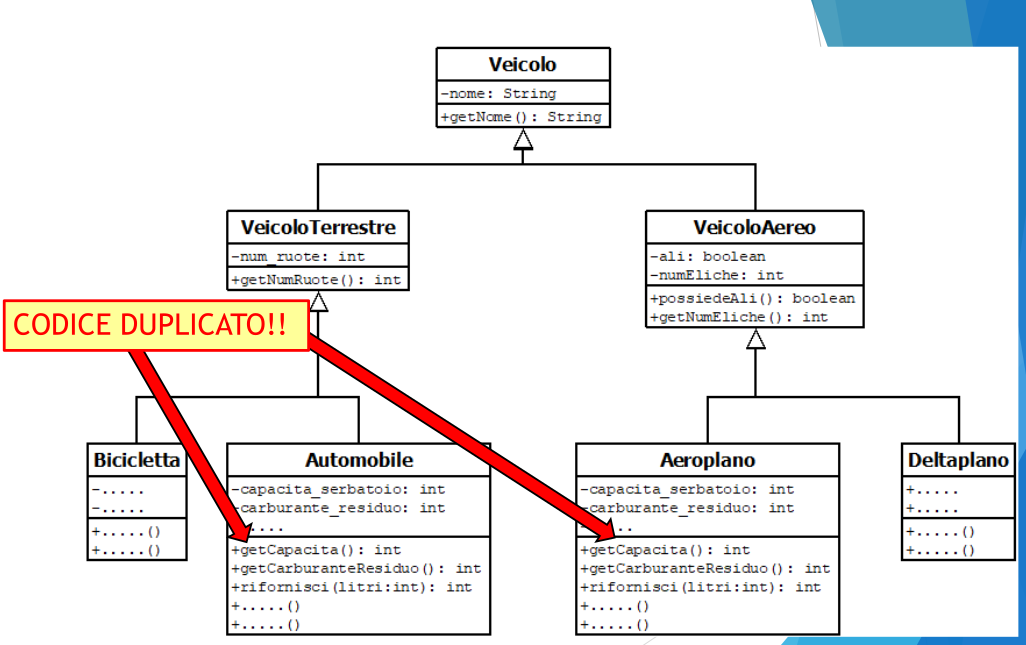 Veicolo
-nome: String
+getNome(): String
VeicoloTerrestre
-num_ruote: int
+getNumRuote(): int
VeicoloAereo
-ali: boolean
-numEliche: int
+possiedeAli(): boolean
+getNumEliche(): int
CODICE DUPLICATO!!
Bicicletta
-.....
-.....
+.....()
+.....()
Automobile
-capacita_serbatoio: int
-carburante_residuo: int
.....
+getCapacita(): int
+getCarburanteResiduo(): int
+rifornisci(litri:int): int
+.....()
+.....()
Aeroplano
-capacita_serbatoio: int
-carburante_residuo: int
-.....
+getCapacita(): int
+getCarburanteResiduo(): int
+rifornisci(litri:int): int
+.....()
+.....()
Deltaplano
+.....
+.....
+.....()
+.....()